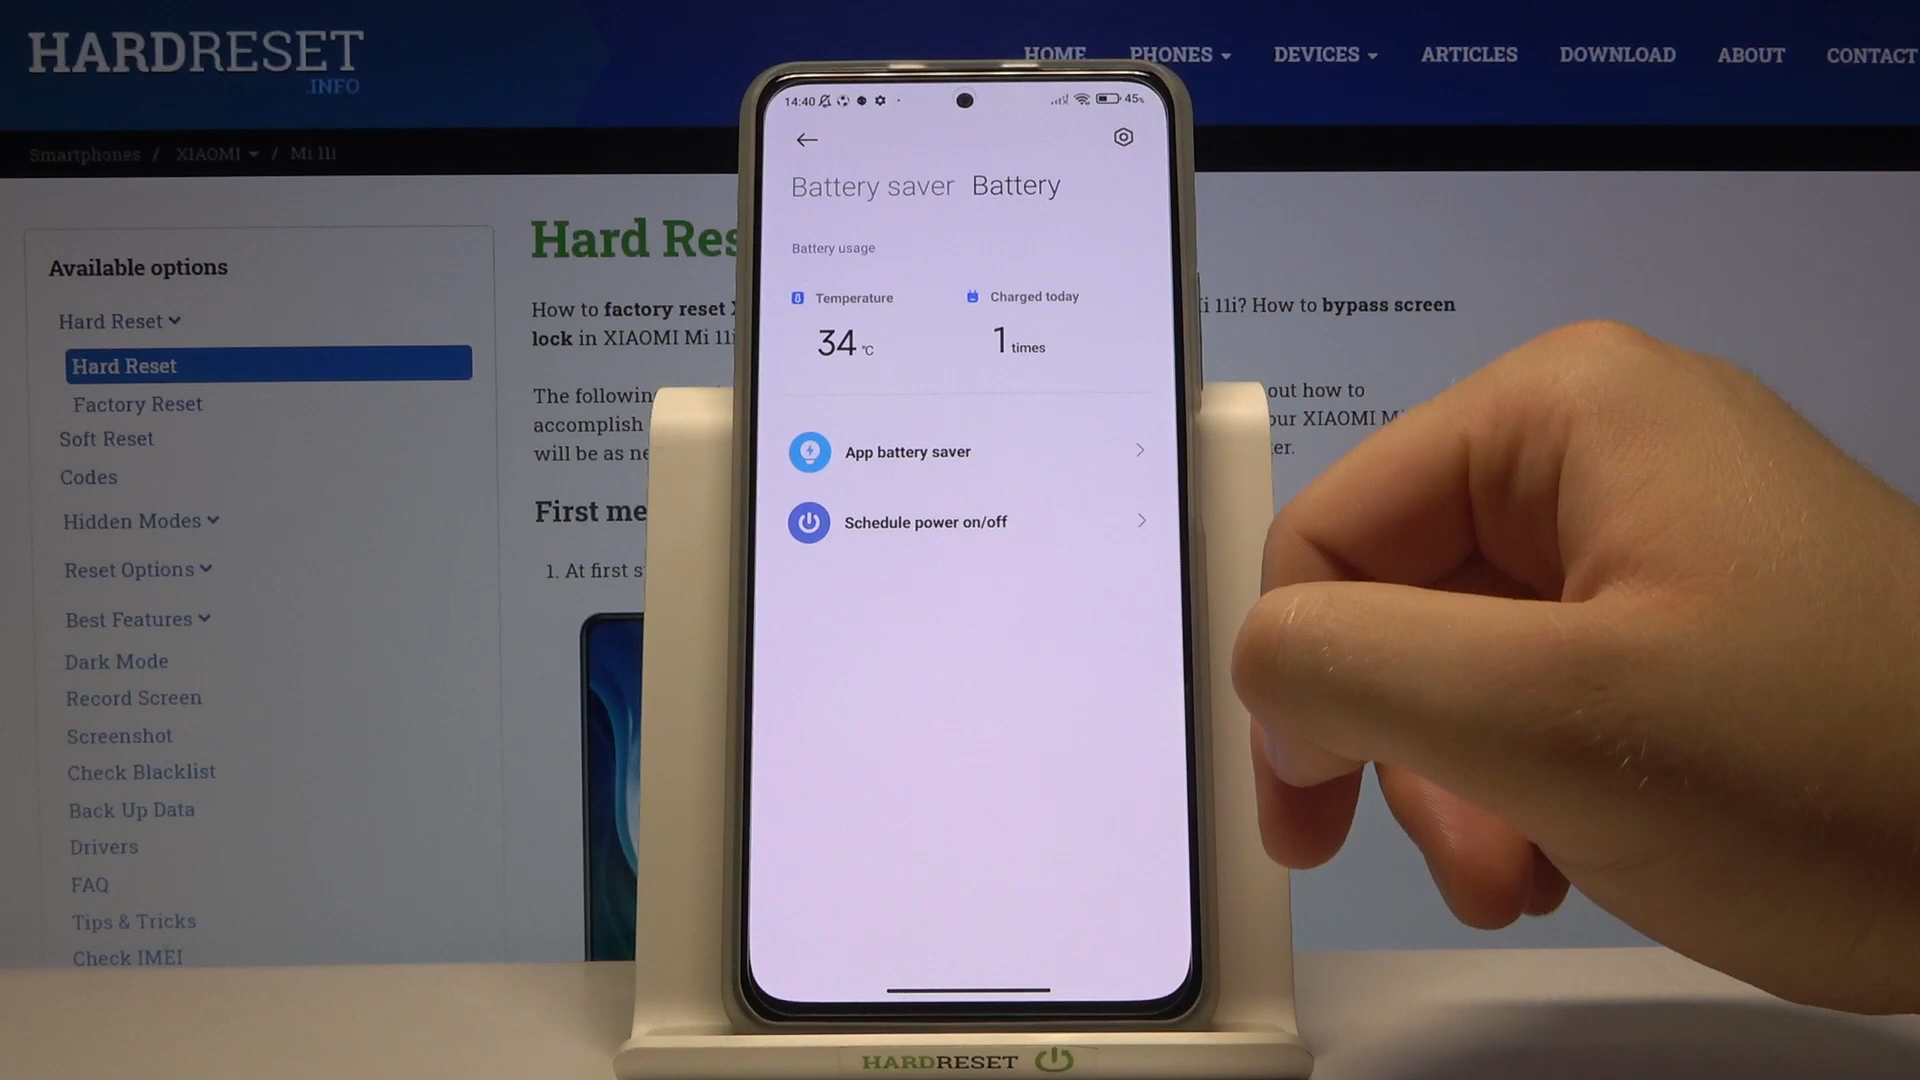 HARDRESET
.INFO
HOME PHONES DEVICES ARTICLES DOWNLOAD ABOUT CONTACT
Smartphones / XIAOMI / Mi 11i
Available options
Hard Reset
Hard Reset
Factory Reset
Soft Reset
Codes
Hidden Modes
Reset Options
Best Features
Dark Mode
Record Screen
Screenshot
Check Blacklist
Back Up Data
Drivers
FAQ
Tips & Tricks
Check IMEI
Hard Res
How to factory reset
i 11i? How to bypass screen
lock in XIAOMI Mi 11i
The followin
out how to
accomplish
our XIAOMI M
will be as ne
er.
First me
1. At first s
14:40
45%
Battery saver Battery
Battery usage
Temperature Charged today
34 °C 1 times
App battery saver
Schedule power on/off
HARDRESET